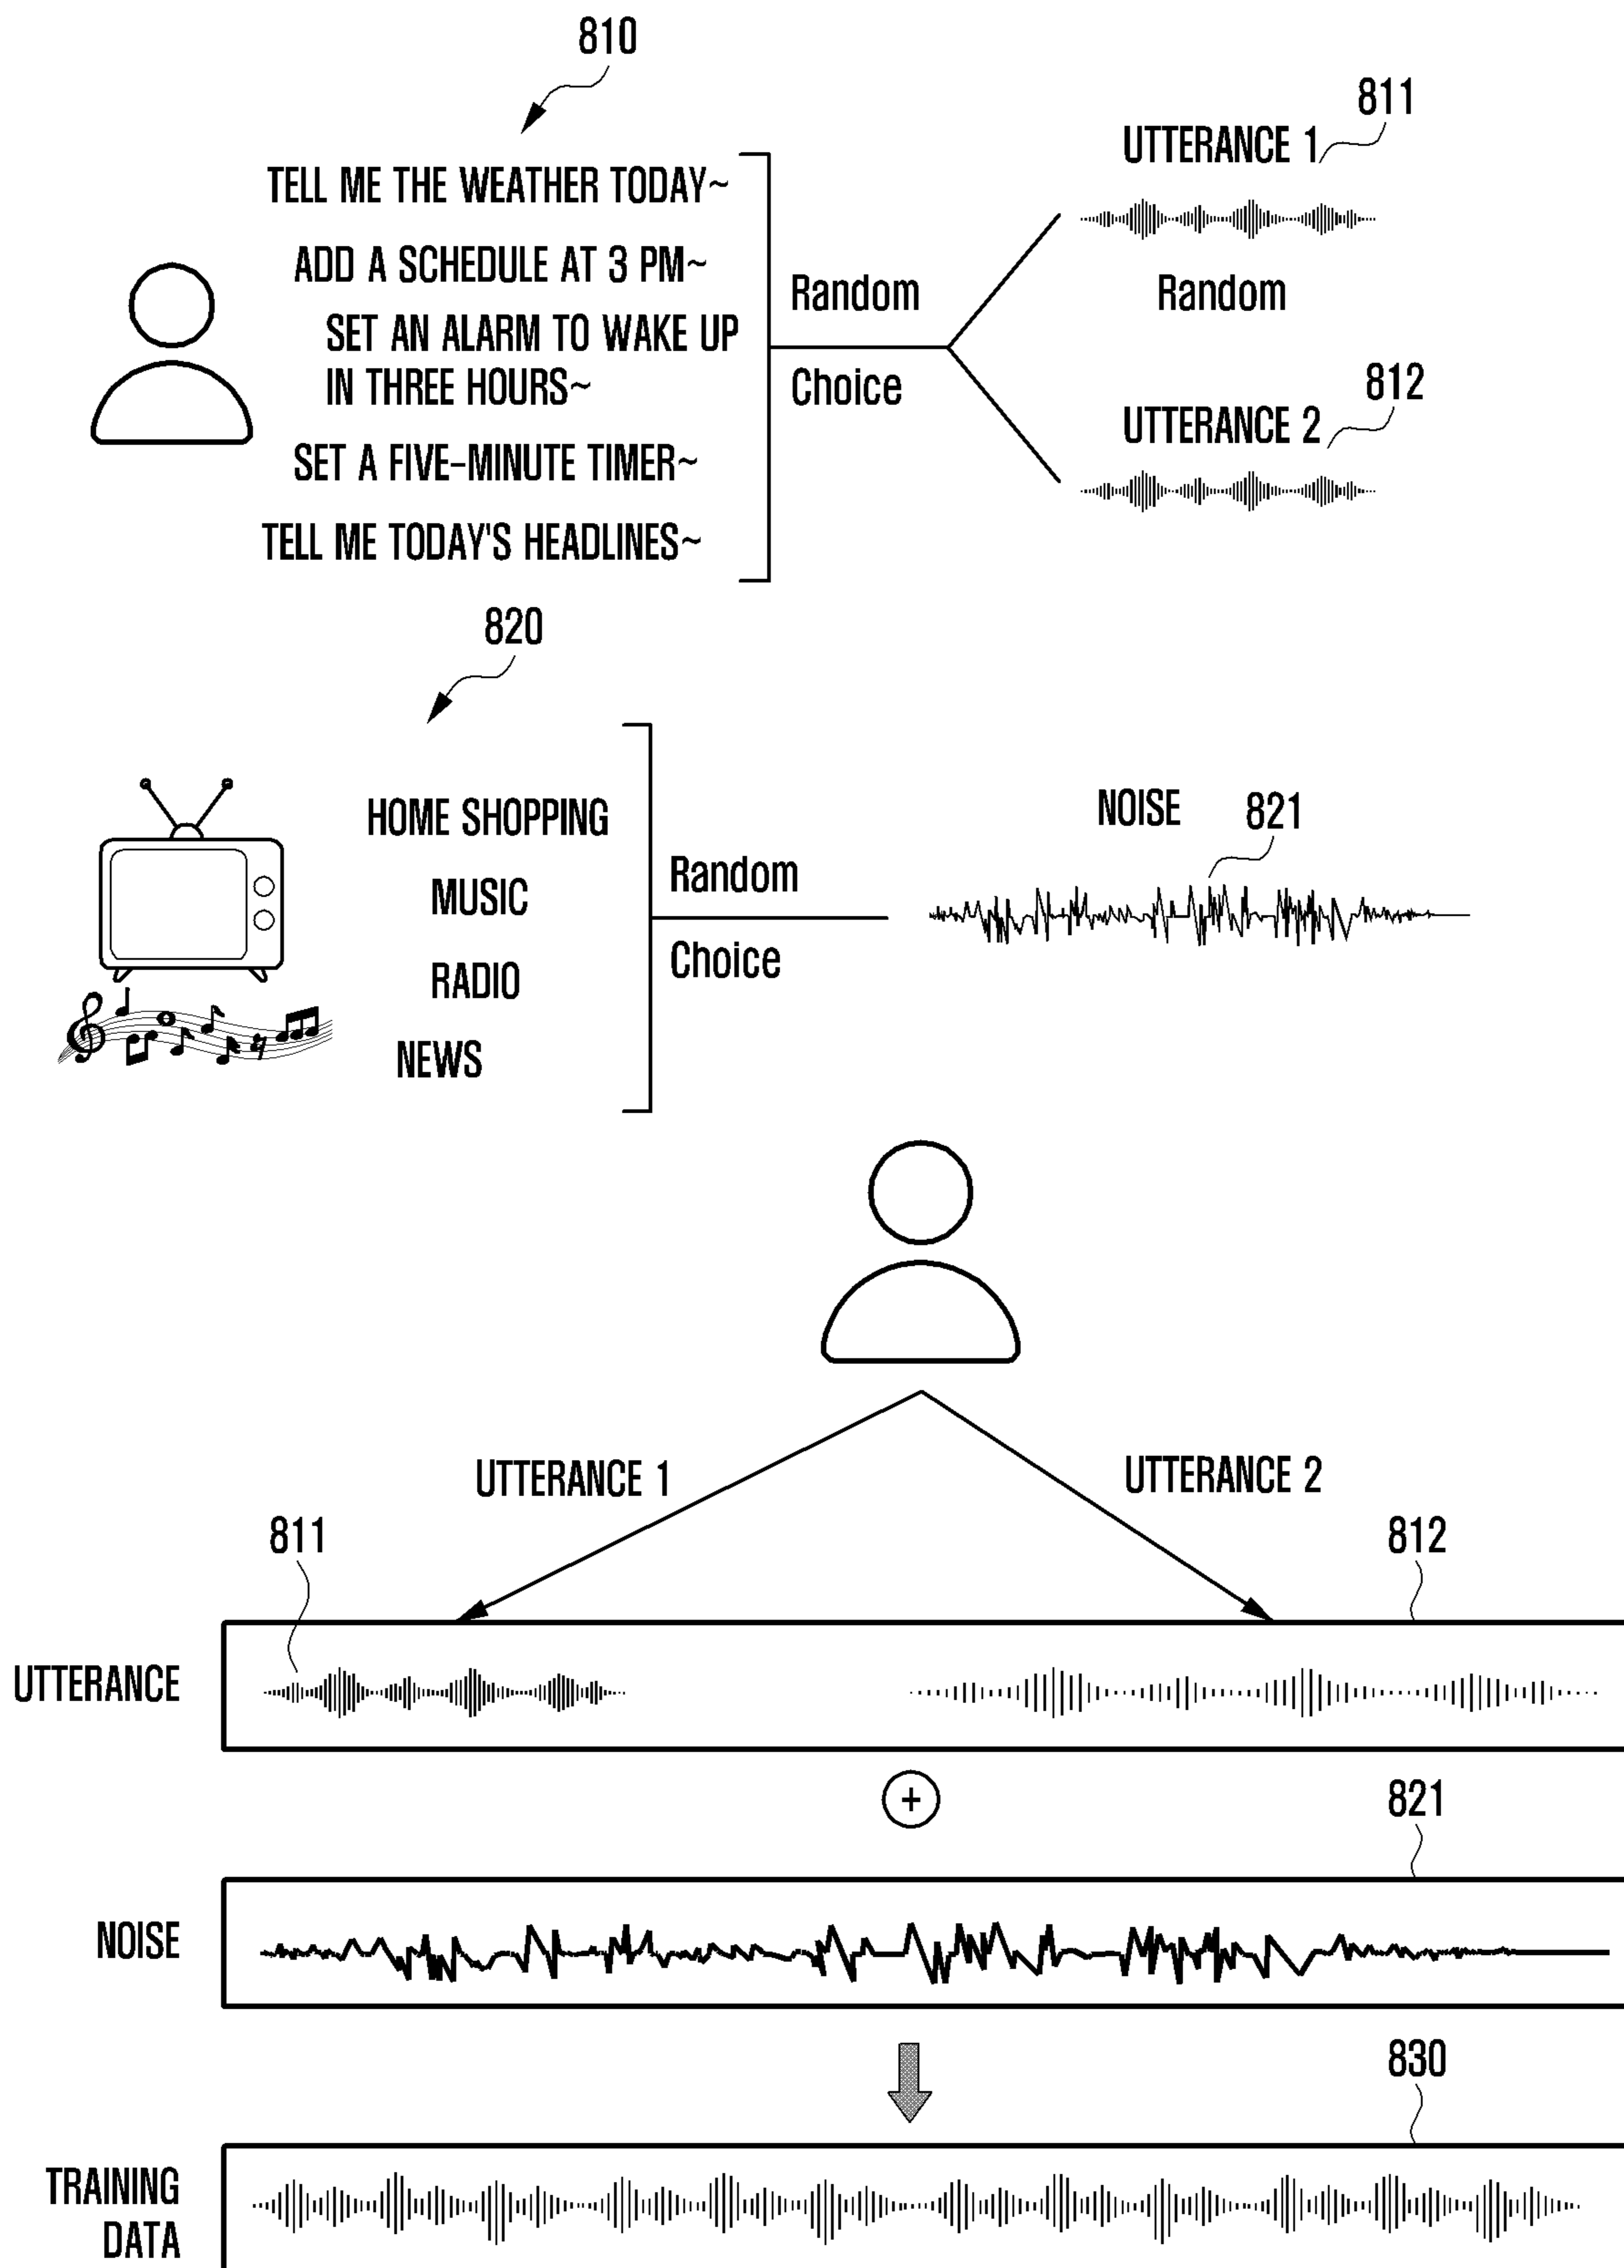 810
811
UTTERANCE 1
TELL ME THE WEATHER TODAY~
ADD A SCHEDULE AT 3 PM~
SET AN ALARM TO WAKE UP
IN THREE HOURS~
SET A FIVE-MINUTE TIMER~
TELL ME TODAY'S HEADLINES~
Random
Choice
Random
812
UTTERANCE 2
820
HOME SHOPPING
MUSIC
RADIO
NEWS
Random
Choice
NOISE 821
UTTERANCE 1
UTTERANCE 2
811
812
UTTERANCE
+
821
NOISE
830
TRAINING
DATA